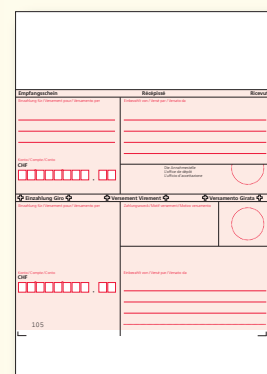 Empfangsschein Récépissé Ricevut
Einzahlung für / Versement pour / Versamento per Einbezahlt von / Versé par / Versato da
Konto / Compte / Conto
CHF
Die Annahmestelle
L'office de dépôt
L'ufficio d'accettazione
Einzahlung Giro Versement Virement Versamento Girata
Einzahlung für / Versement pour / Versamento per Zahlungszweck / Motif versement / Motivo versamento
Konto / Compte / Conto Einbezahlt von / Versé par / Versato da
CHF
105